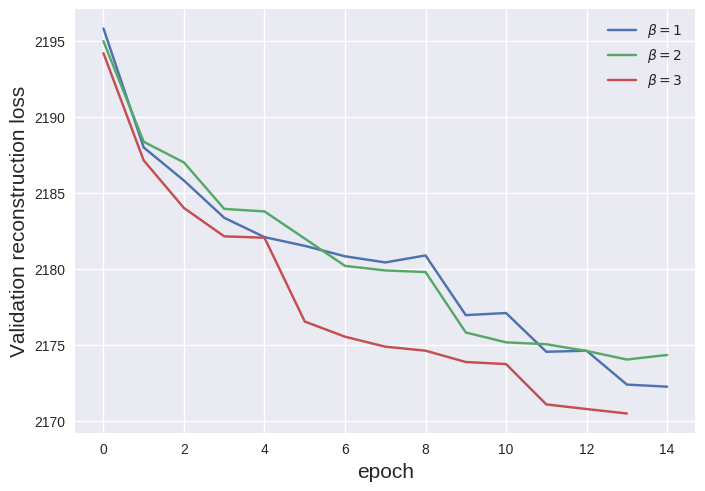 2195
2190
2185
2180
2175
2170
Validation reconstruction loss
β = 1
β = 2
β = 3
0 2 4 6 8 10 12 14
epoch